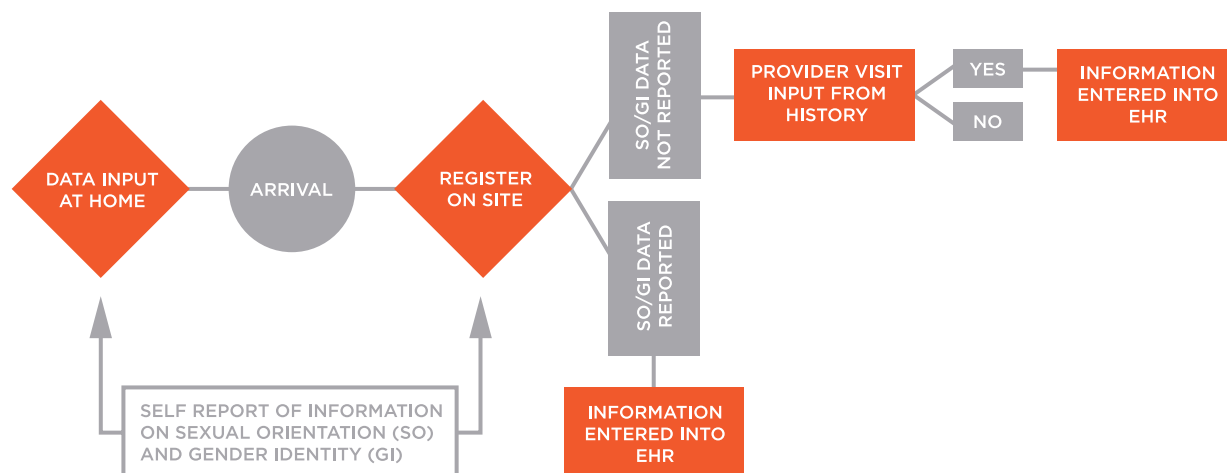 DATA INPUT
AT HOME
ARRIVAL
REGISTER
ON SITE
SO/GI DATA
NOT REPORTED
PROVIDER VISIT
INPUT FROM
HISTORY
YES
NO
INFORMATION
ENTERED INTO
EHR
SO/GI DATA
REPORTED
INFORMATION
ENTERED INTO
EHR
SELF REPORT OF INFORMATION
ON SEXUAL ORIENTATION (SO)
AND GENDER IDENTITY (GI)